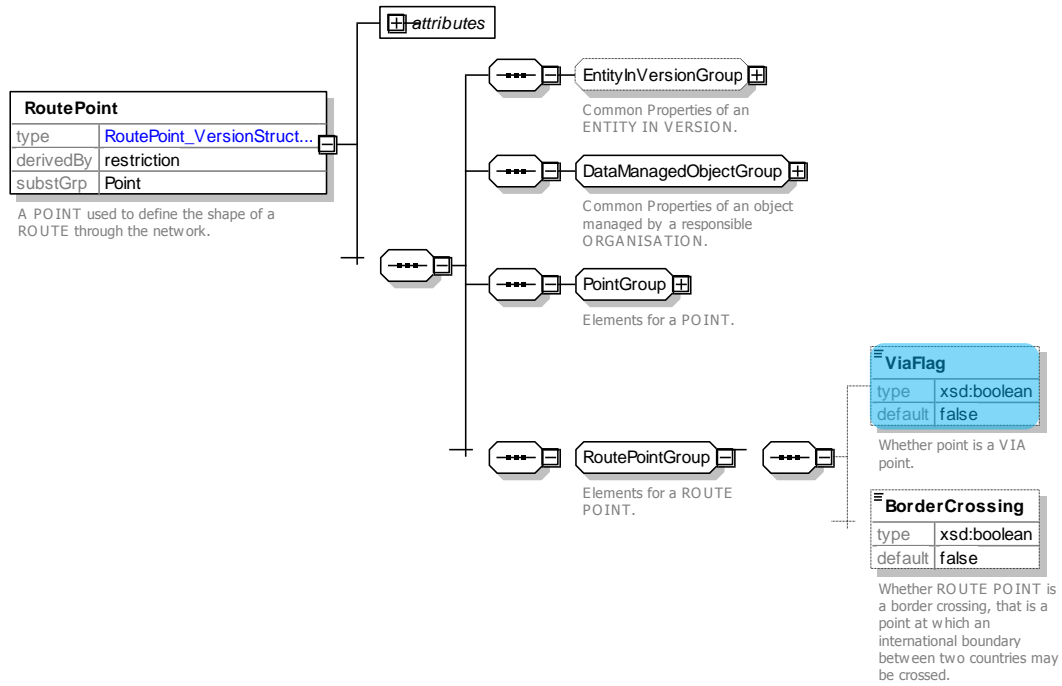 attributes
EntityInVersionGroup
Common Properties of an
ENTITY IN VERSION.
RoutePoint
type RoutePoint_VersionStruct...
derivedBy restriction
substGrp Point
A POINT used to define the shape of a
ROUTE through the network.
DataManagedObjectGroup
Common Properties of an object
managed by a responsible
ORGANISATION.
PointGroup
Elements for a POINT.
ViaFlag
type xsd:boolean
default false
Whether point is a VIA
point.
RoutePointGroup
Elements for a ROUTE
POINT.
BorderCrossing
type xsd:boolean
default false
Whether ROUTE POINT is
a border crossing, that is a
point at which an
international boundary
between two countries may
be crossed.